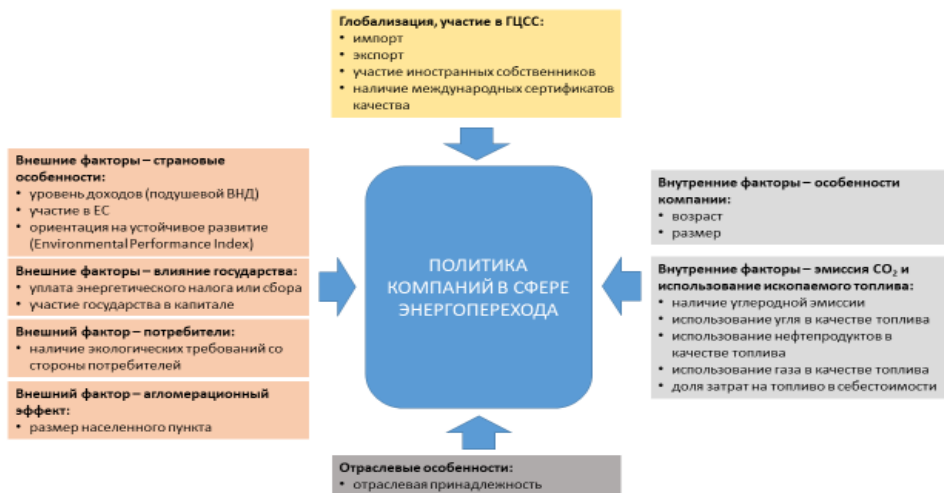 Глобализация, участие в ГЦСС:
• импорт
• экспорт
• участие иностранных собственников
• наличие международных сертификатов
качества
Внешние факторы – страновые
особенности:
• уровень доходов (подушевой ВНД)
• участие в ЕС
• ориентация на устойчивое развитие
(Environmental Performance Index)
Внешние факторы – влияние государства:
• уплата энергетического налога или сбора
• участие государства в капитале
Внешний фактор – потребители:
• наличие экологических требований со
стороны потребителей
Внешний фактор – агломерационный
эффект:
• размер населенного пункта
ПОЛИТИКА
КОМПАНИЙ В СФЕРЕ
ЭНЕРГОПЕРЕХОДА
Внутренние факторы – особенности
компании:
• возраст
• размер
Внутренние факторы – эмиссия CO₂ и
использование ископаемого топлива:
• наличие углеродной эмиссии
• использование угля в качестве топлива
• использование нефтепродуктов в
качестве топлива
• использование газа в качестве топлива
• доля затрат на топливо в себестоимости
Отраслевые особенности:
• отраслевая принадлежность